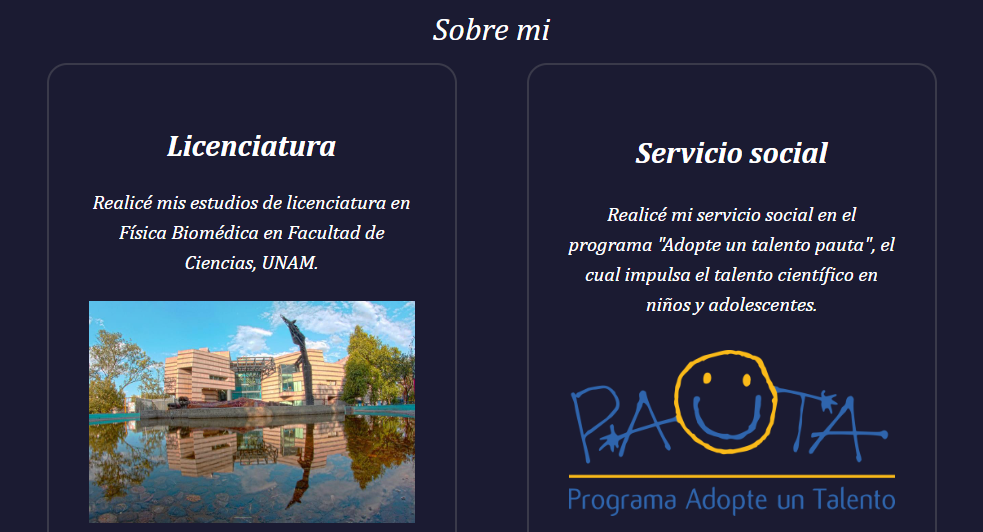 Sobre mi
Licenciatura
Realicé mis estudios de licenciatura en
Física Biomédica en Facultad de
Ciencias, UNAM.
Servicio social
Realicé mi servicio social en el
programa "Adopte un talento pauta", el
cual impulsa el talento científico en
niños y adolescentes.
PAUTA
Programa Adopte un Talento